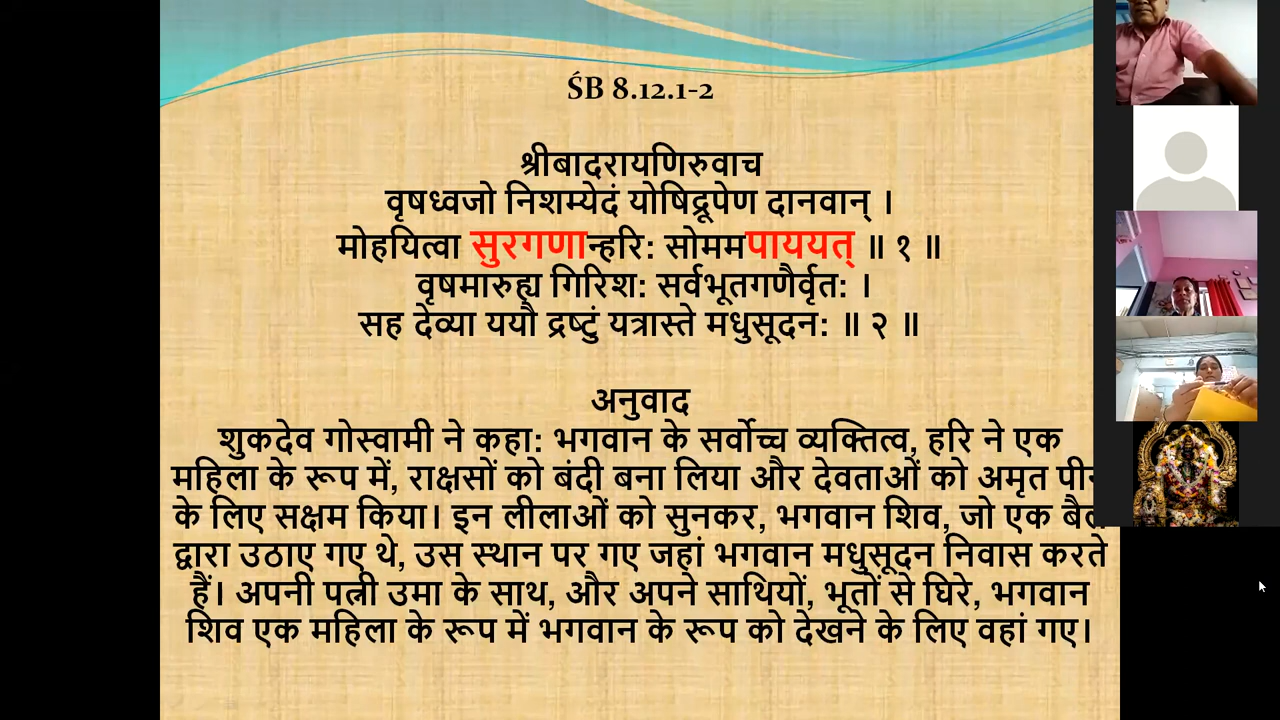 ŚB 8.12.1-2
श्रीबादरायणिरुवाच
वृषध्वजो निशम्येदं योषिद्रूपेण दानवान् ।
मोहयित्वा सुरगणान्हरि: सोममपाययत् ॥ १ ॥
वृषमारुह्य गिरिश: सर्वभूतगणैर्वृत: ।
सह देव्या ययौ द्रष्टुं यत्रास्ते मधुसूदन: ॥ २ ॥
अनुवाद
शुकदेव गोस्वामी ने कहा: भगवान के सर्वोच्च व्यक्तित्व, हरि ने एक
महिला के रूप में, राक्षसों को बंदी बना लिया और देवताओं को अमृत पीने
के लिए सक्षम किया। इन लीलाओं को सुनकर, भगवान शिव, जो एक बैल
द्वारा उठाए गए थे, उस स्थान पर गए जहां भगवान मधुसूदन निवास करते
हैं। अपनी पत्नी उमा के साथ, और अपने साथियों, भूतों से घिरे, भगवान
शिव एक महिला के रूप में भगवान के रूप को देखने के लिए वहां गए।